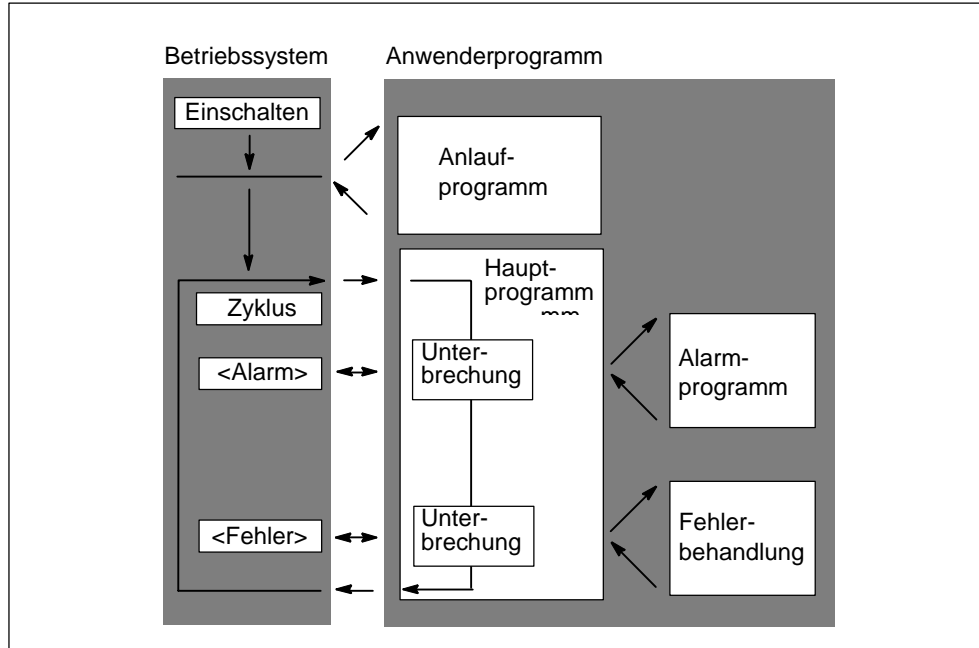 Betriebssystem
Anwenderprogramm
Einschalten
Anlauf-
programm
Haupt-
programm
Zyklus
<Alarm>
Unter-
brechung
Alarm-
programm
<Fehler>
Unter-
brechung
Fehler-
behandlung